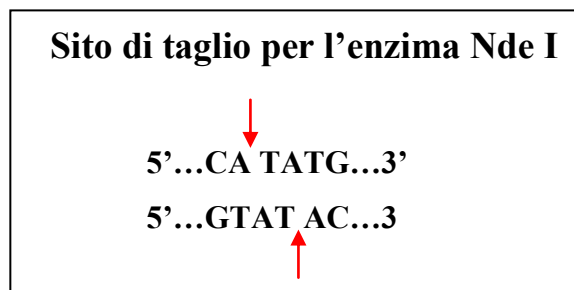 Sito di taglio per l’enzima Nde I
5’…CA TATG…3’
5’…GTAT AC…3